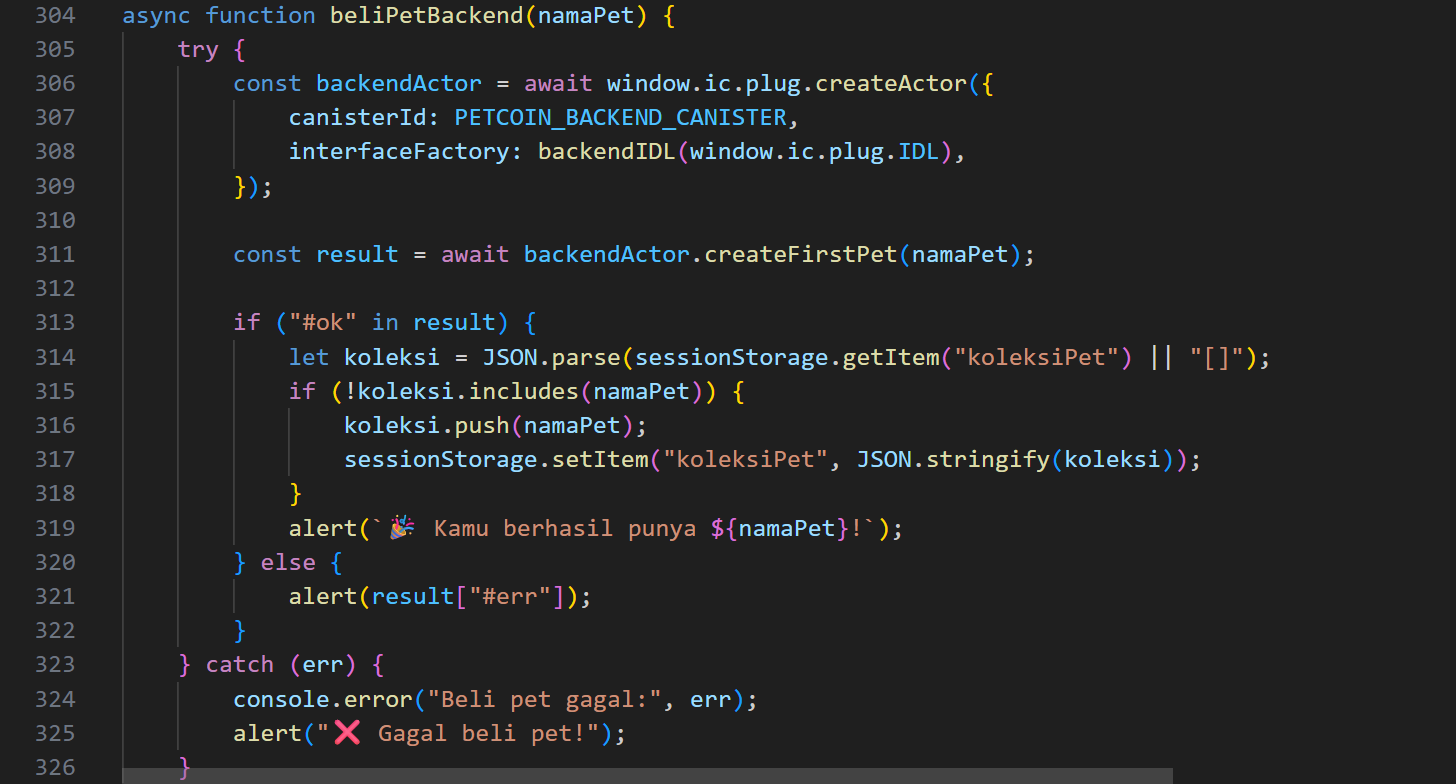 304 async function beliPetBackend(namaPet) {
305 try {
306 const backendActor = await window.ic.plug.createActor({
307 canisterId: PETCOIN_BACKEND_CANISTER,
308 interfaceFactory: backendIDL(window.ic.plug.IDL),
309 });
310
311 const result = await backendActor.createFirstPet(namaPet);
312
313 if ("#ok" in result) {
314 let koleksi = JSON.parse(sessionStorage.getItem("koleksiPet") || "[]");
315 if (!koleksi.includes(namaPet)) {
316 koleksi.push(namaPet);
317 sessionStorage.setItem("koleksiPet", JSON.stringify(koleksi));
318 }
319 alert(`🎉 Kamu berhasil punya ${namaPet}!`);
320 } else {
321 alert(result["#err"]);
322 }
323 } catch (err) {
324 console.error("Beli pet gagal:", err);
325 alert("❌ Gagal beli pet!");
326 }